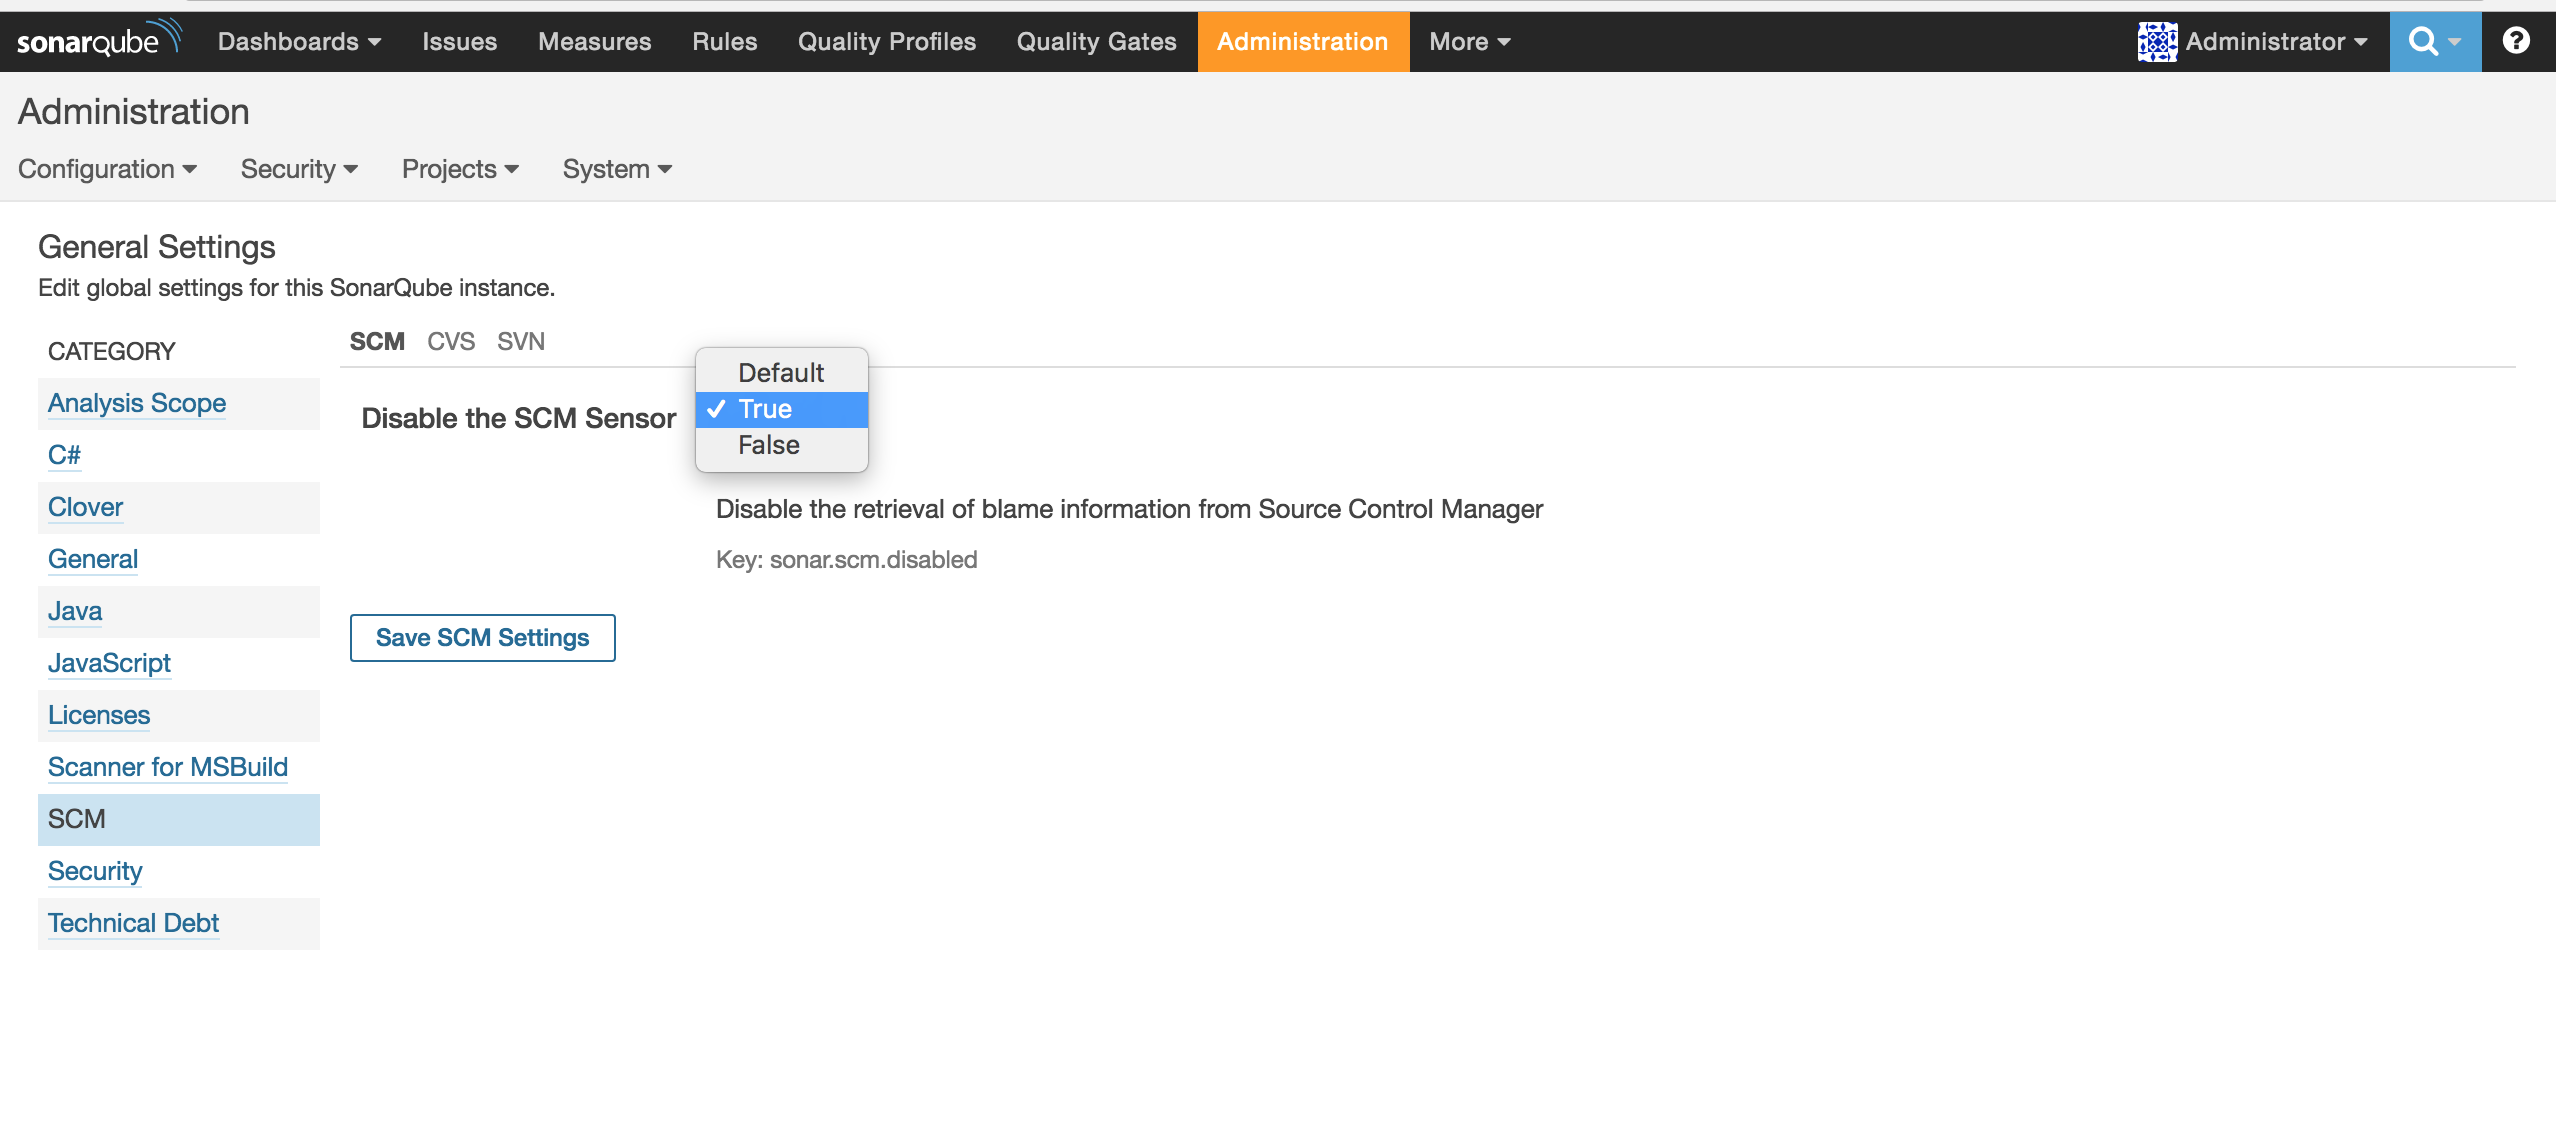 sonarqube Dashboards Issues Measures Rules Quality Profiles Quality Gates Administration More Administrator ?
Administration
Configuration Security Projects System
General Settings
Edit global settings for this SonarQube instance.
CATEGORY
Analysis Scope
C#
Clover
General
Java
JavaScript
Licenses
Scanner for MSBuild
SCM
Security
Technical Debt
SCM CVS SVN
Disable the SCM Sensor
Default
True
False
Disable the retrieval of blame information from Source Control Manager
Key: sonar.scm.disabled
Save SCM Settings